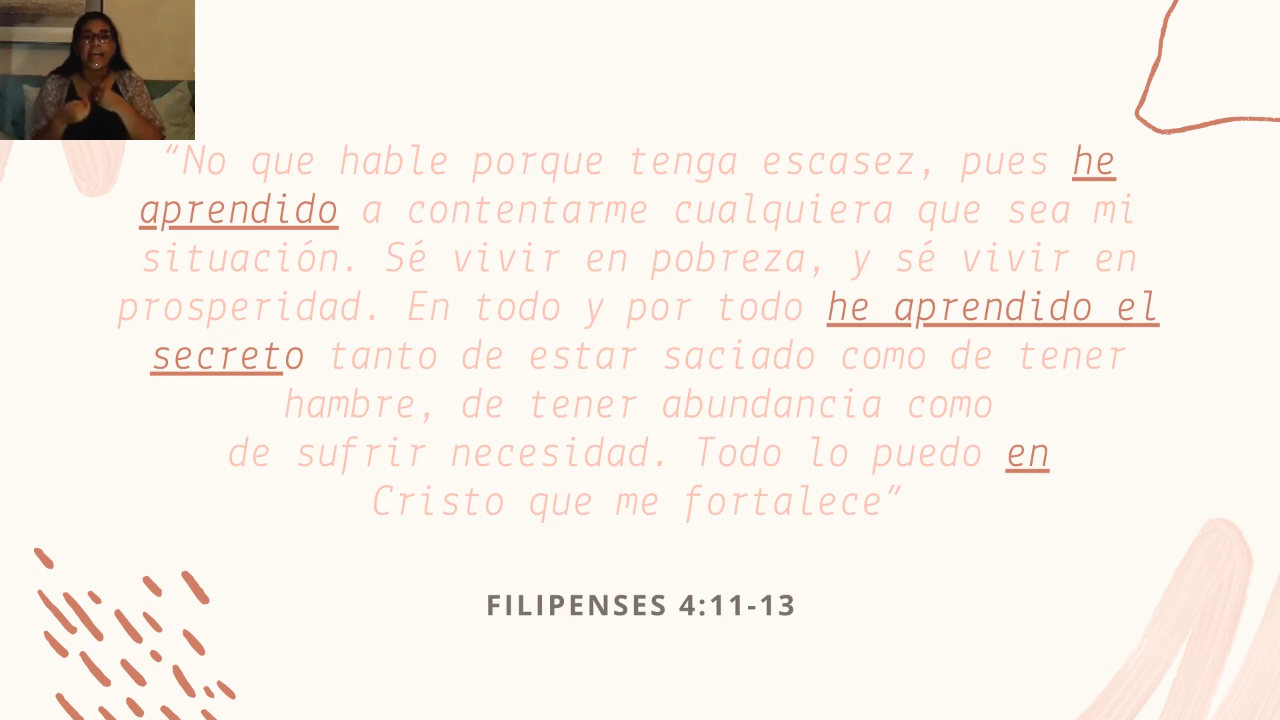 “No que hable porque tenga escasez, pues he
aprendido a contentarme cualquiera que sea mi
situación. Sé vivir en pobreza, y sé vivir en
prosperidad. En todo y por todo he aprendido el
secreto tanto de estar saciado como de tener
hambre, de tener abundancia como
de sufrir necesidad. Todo lo puedo en
Cristo que me fortalece”
FILIPENSES 4:11-13